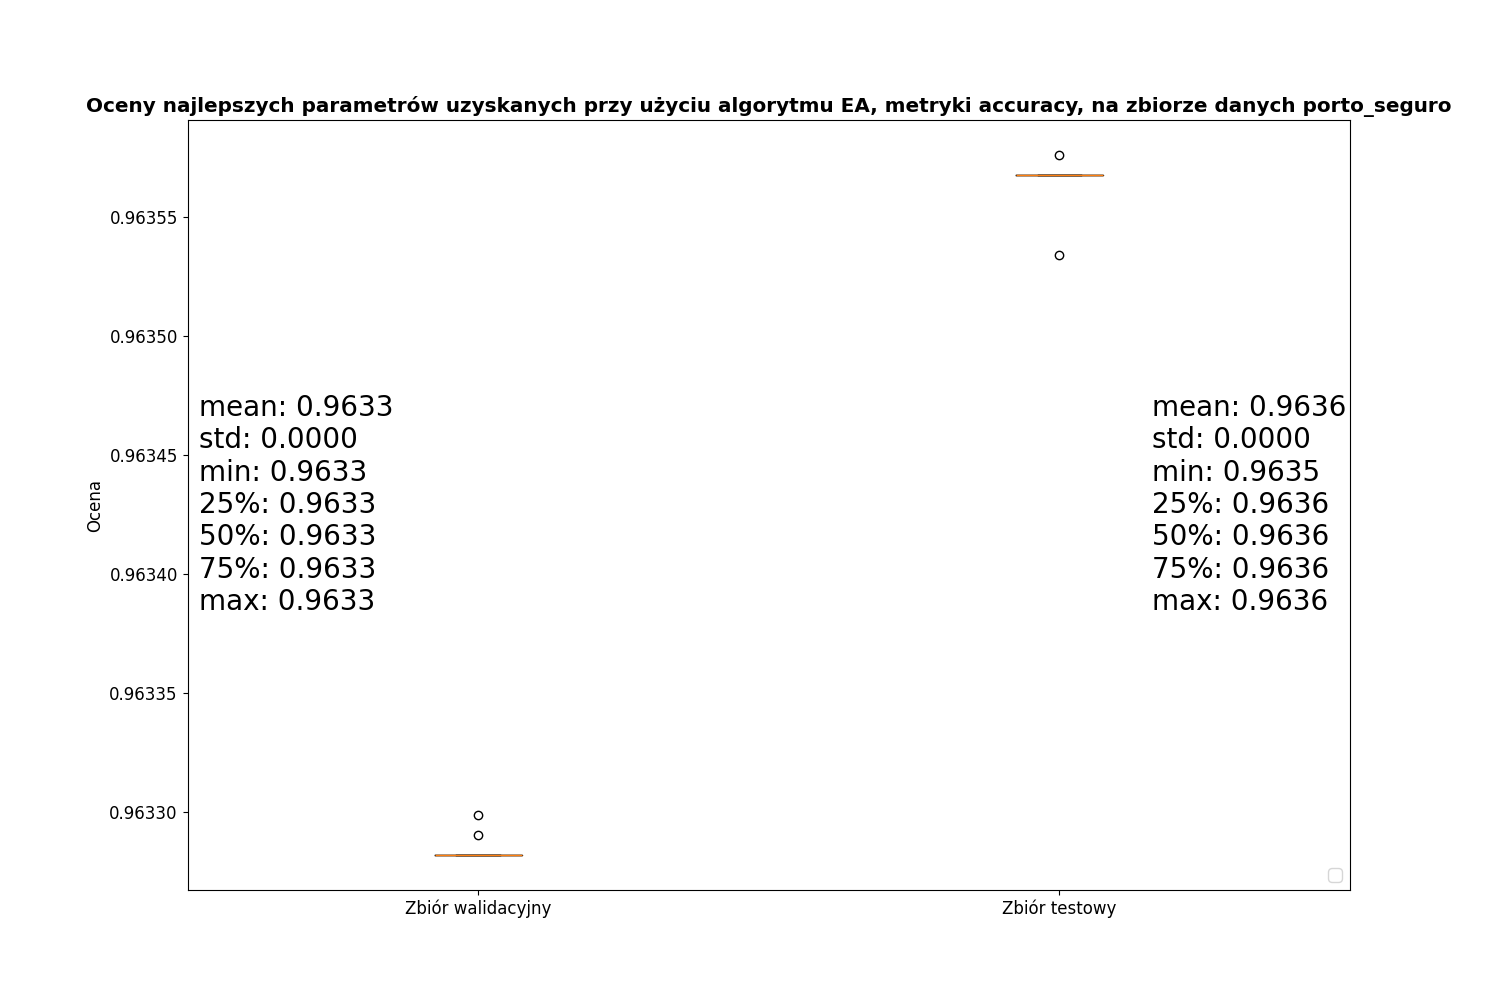 Oceny najlepszych parametrów uzyskanych przy użyciu algorytmu EA, metryki accuracy, na zbiorze danych porto_seguro
0.96355
0.96350
0.96345
0.96340
0.96335
0.96330
Ocena
mean: 0.9633
std: 0.0000
min: 0.9633
25%: 0.9633
50%: 0.9633
75%: 0.9633
max: 0.9633
mean: 0.9636
std: 0.0000
min: 0.9635
25%: 0.9636
50%: 0.9636
75%: 0.9636
max: 0.9636
Zbiór walidacyjny
Zbiór testowy